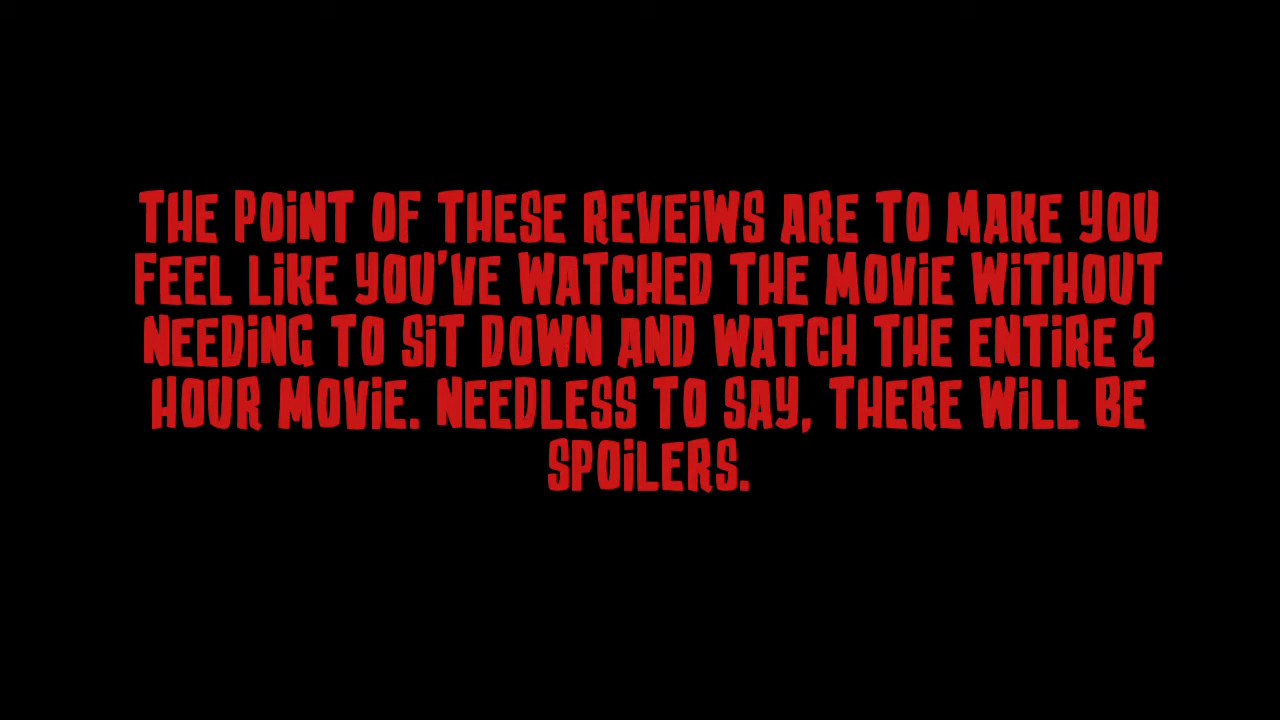 THE POiNT OF THESE REVEiWS ARE TO MAKE YOU
FEEL LiKE YOU'VE WATCHED THE MOViE WiTHOUT
NEEDiNG TO SiT DOWN AND WATCH THE ENTiRE 2
HOUR MOViE. NEEDLESS TO SAY, THERE WiLL BE
SPOiLERS.